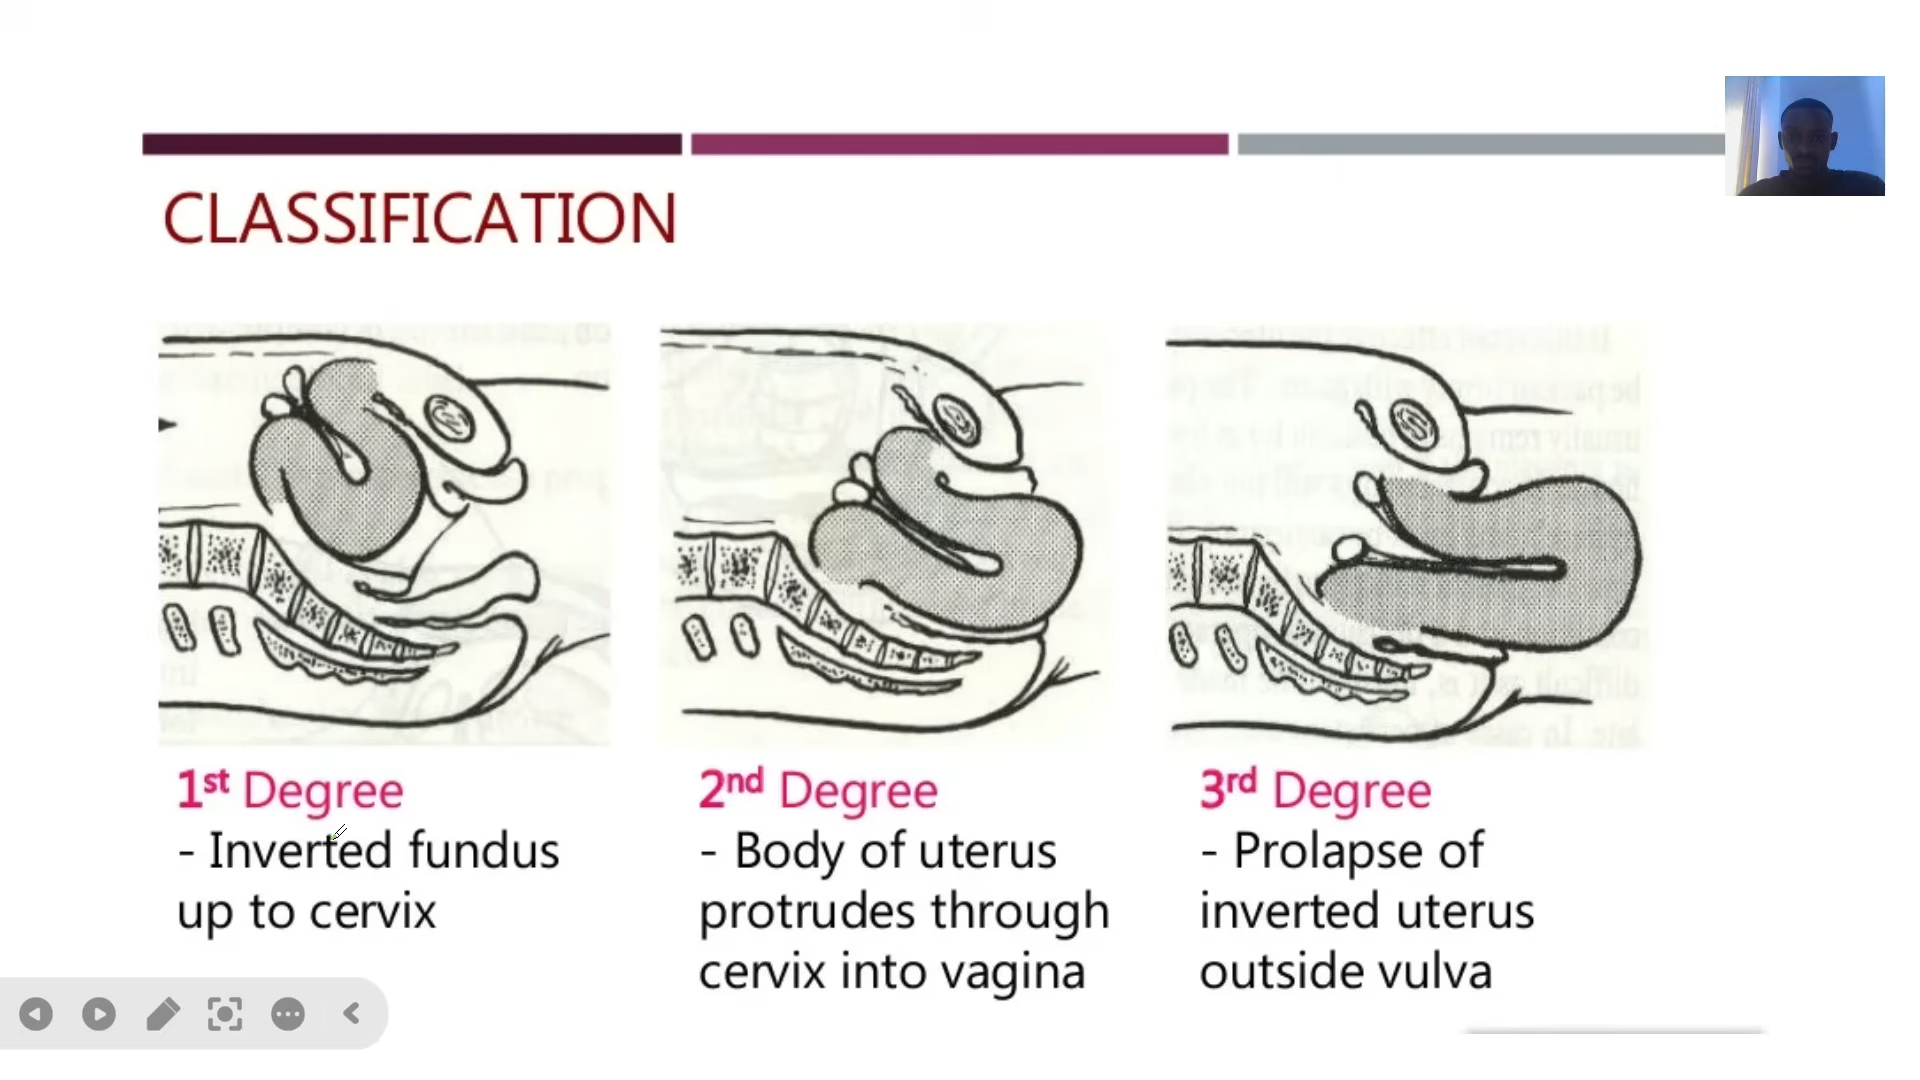 CLASSIFICATION
1st Degree
- Inverted fundus
up to cervix
2nd Degree
- Body of uterus
protrudes through
cervix into vagina
3rd Degree
- Prolapse of
inverted uterus
outside vulva